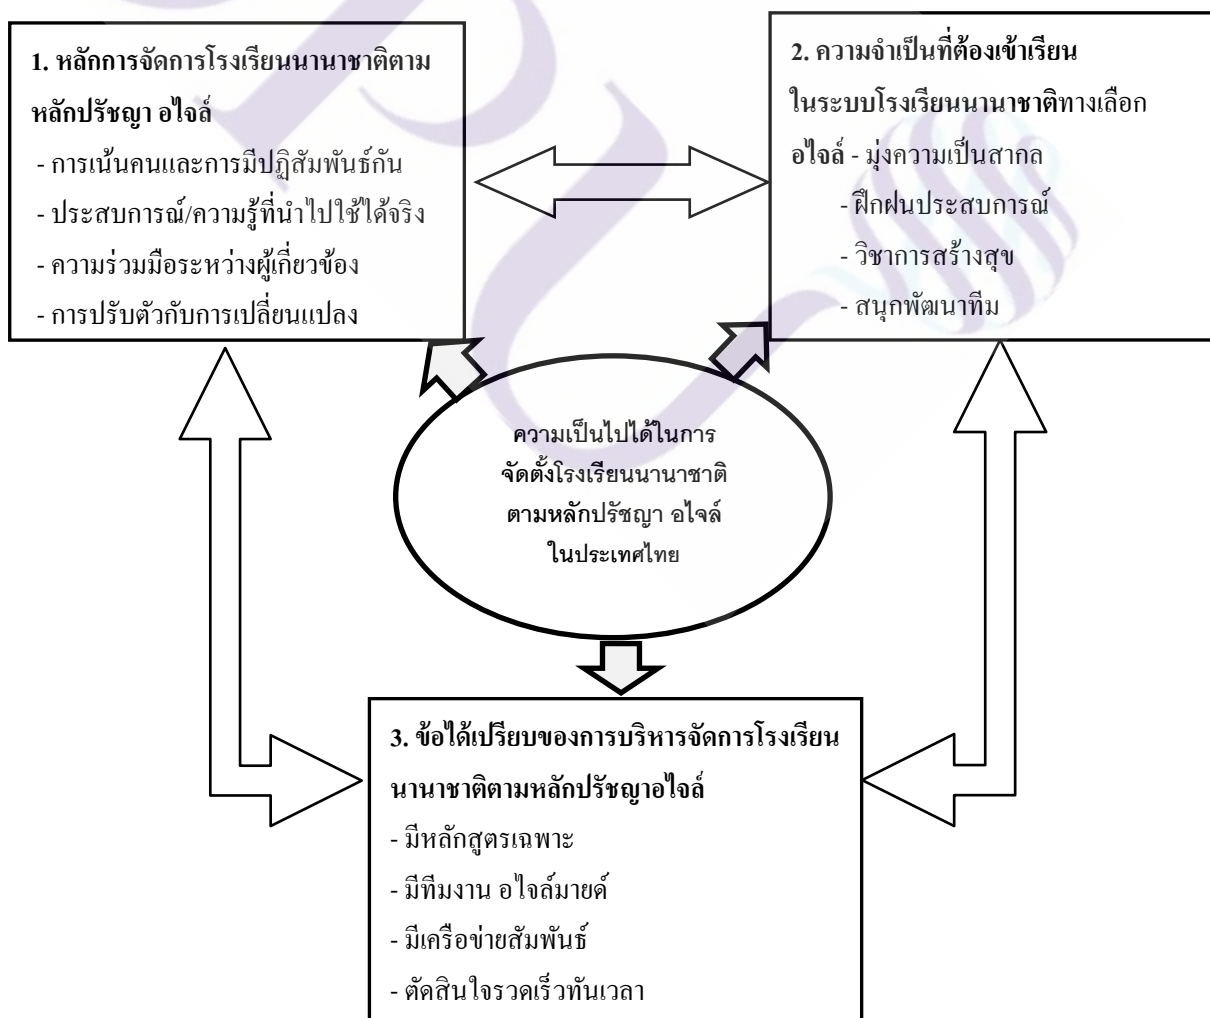 1. หลักการจัดการโรงเรียนนานาชาติตาม
หลักปรัชญา อไจล์
- การเน้นคนและการมีปฏิสัมพันธ์กัน
- ประสบการณ์/ความรู้ที่นำไปใช้ได้จริง
- ความร่วมมือระหว่างผู้เกี่ยวข้อง
- การปรับตัวกับการเปลี่ยนแปลง
2. ความจำเป็นที่ต้องเข้าเรียน
ในระบบโรงเรียนนานาชาติทางเลือก
อไจล์ - มุ่งความเป็นสากล
- ฝึกฝนประสบการณ์
- วิชาการสร้างสุข
- สนุกพัฒนาทีม
ความเป็นไปได้ในการ
จัดตั้งโรงเรียนนานาชาติ
ตามหลักปรัชญา อไจล์
ในประเทศไทย
3. ข้อได้เปรียบของการบริหารจัดการโรงเรียน
นานาชาติตามหลักปรัชญาอไจล์
- มีหลักสูตรเฉพาะ
- มีทีมงาน อไจล์มายด์
- มีเครือข่ายสัมพันธ์
- ตัดสินใจรวดเร็วทันเวลา